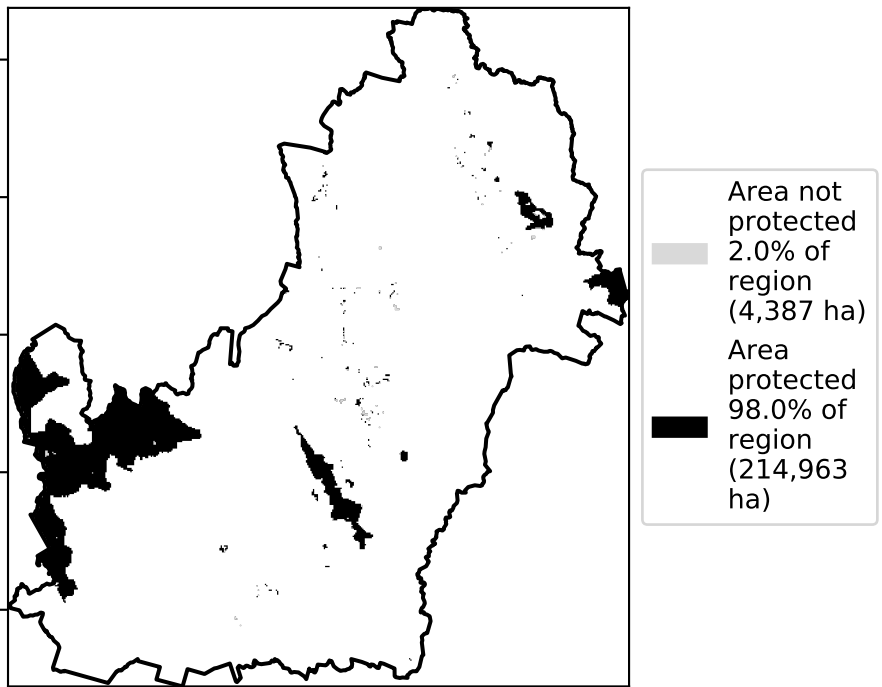 Area not
protected
2.0% of
region
(4,387 ha)
Area
protected
98.0% of
region
(214,963
ha)